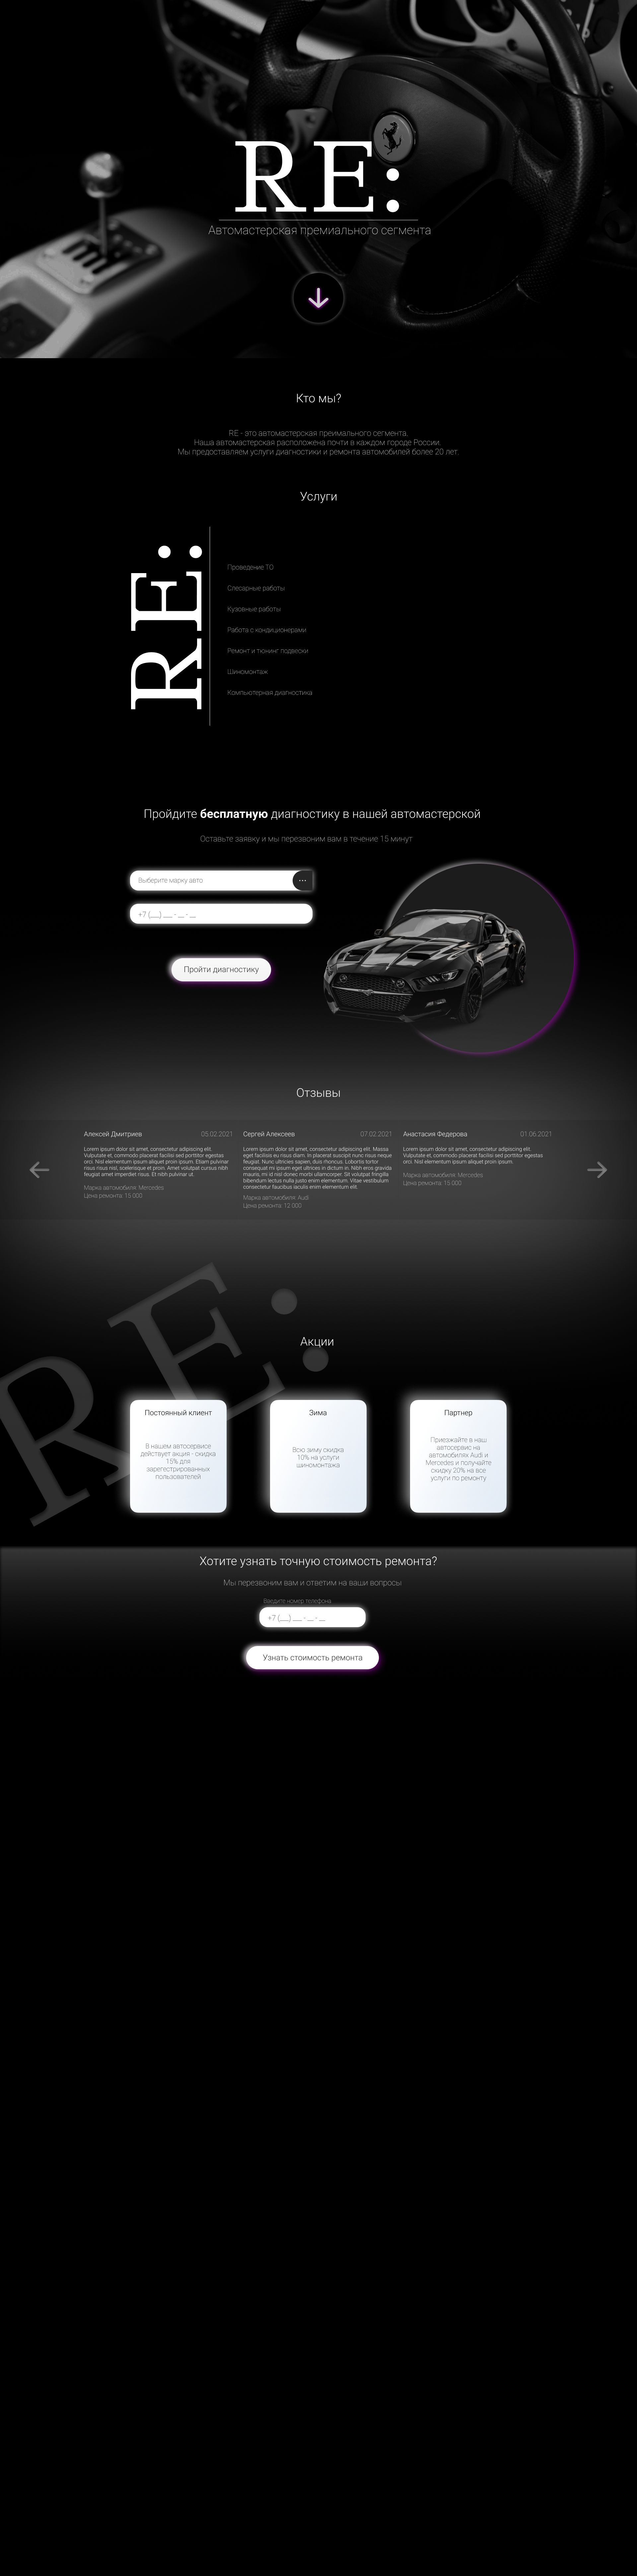 RE:
Автомастерская премиального сегмента
Кто мы?
RE - это автомастерская преимального сегмента.
Наша автомастерская расположена почти в каждом городе России.
Мы предоставляем услуги диагностики и ремонта автомобилей более 20 лет.
Услуги
RE:
Проведение ТО
Слесарные работы
Кузовные работы
Работа с кондиционерами
Ремонт и тюнинг подвески
Шиномонтаж
Компьютерная диагностика
Пройдите бесплатную диагностику в нашей автомастерской
Оставьте заявку и мы перезвоним вам в течение 15 минут
Выберите марку авто
+7 (___) ___ - __ - __
Пройти диагностику
Отзывы
Алексей Дмитриев 05.02.2021
Lorem ipsum dolor sit amet, consectetur adipiscing elit.
Vulputate et, commodo placerat facilisi sed porttitor egestas
orci. Nisl elementum ipsum aliquet proin ipsum. Etiam pulvinar
risus risus nisl, scelerisque et proin. Amet volutpat cursus nibh
feugiat amet imperdiet mi. Et nibh pulvinar ut.
Марка автомобиля: Mercedes
Цена ремонта: 15 000
Сергей Алексеев 07.02.2021
Lorem ipsum dolor sit amet, consectetur adipiscing elit. Massa
eget facilisis eu risus diam. In placerat suscipit nunc risus neque
feugiat. Nunc ultricies sapien, duis rhoncus. Lobortis tortor
consequat mi ipsum eget ultrices in dictum in. Nibh eros gravida
mauris, mi id nisl donec morbi ullamcorper. Sit volutpat fringilla
bibendum lectus nulla justo enim elementum. Vitae vestibulum
consectetur faucibus iaculis enim elementum elit.
Марка автомобиля: Audi
Цена ремонта: 12 000
Анастасия Федерова 01.06.2021
Lorem ipsum dolor sit amet, consectetur adipiscing elit.
Vulputate et, commodo placerat facilisi sed porttitor egestas
orci. Nisl elementum ipsum aliquet proin ipsum.
Марка автомобиля: Mercedes
Цена ремонта: 15 000
RE:
Акции
Постоянный клиент
В нашем автосервисе
действует акция - скидка
15% для
зарегестрированных
пользователей
Зима
Всю зиму скидка
10% на услуги
шиномонтажа
Партнер
Приезжайте в наш
автосервис на
автомобилях Audi и
Mercedes и получайте
скидку 20% на все
услуги по ремонту
Хотите узнать точную стоимость ремонта?
Мы перезвоним вам и ответим на ваши вопросы
Введите номер телефона
+7 (___) ___ - __ - __
Узнать стоимость ремонта